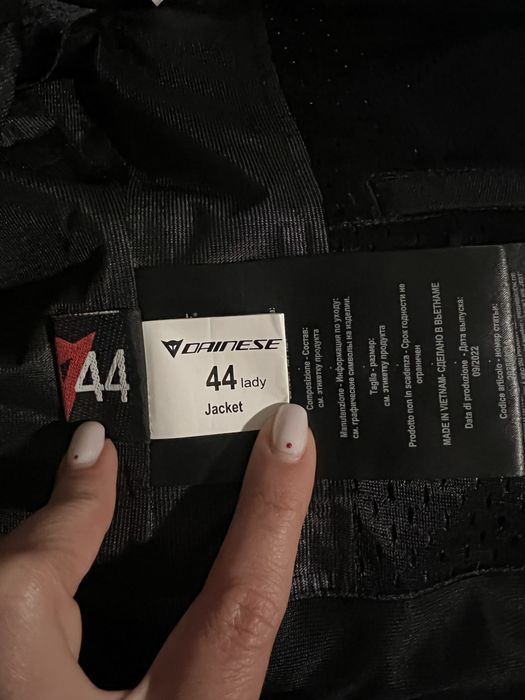 44
DAINESE
44 lady
Jacket
Composizione - Состав:
см. этикетку продукта
Manutenzione - Информация по уходу:
см. графические символы на изделии.
Taglia - размер:
см. этикетку продукта
Prodotto non in scadenza - Срок годности не
ограничен
MADE IN VIETNAM- СДЕЛАНО В ВЬЕТНАМЕ
Data di produzione - Дата выпуска:
09/2022
Codice articolo - номер статьи: